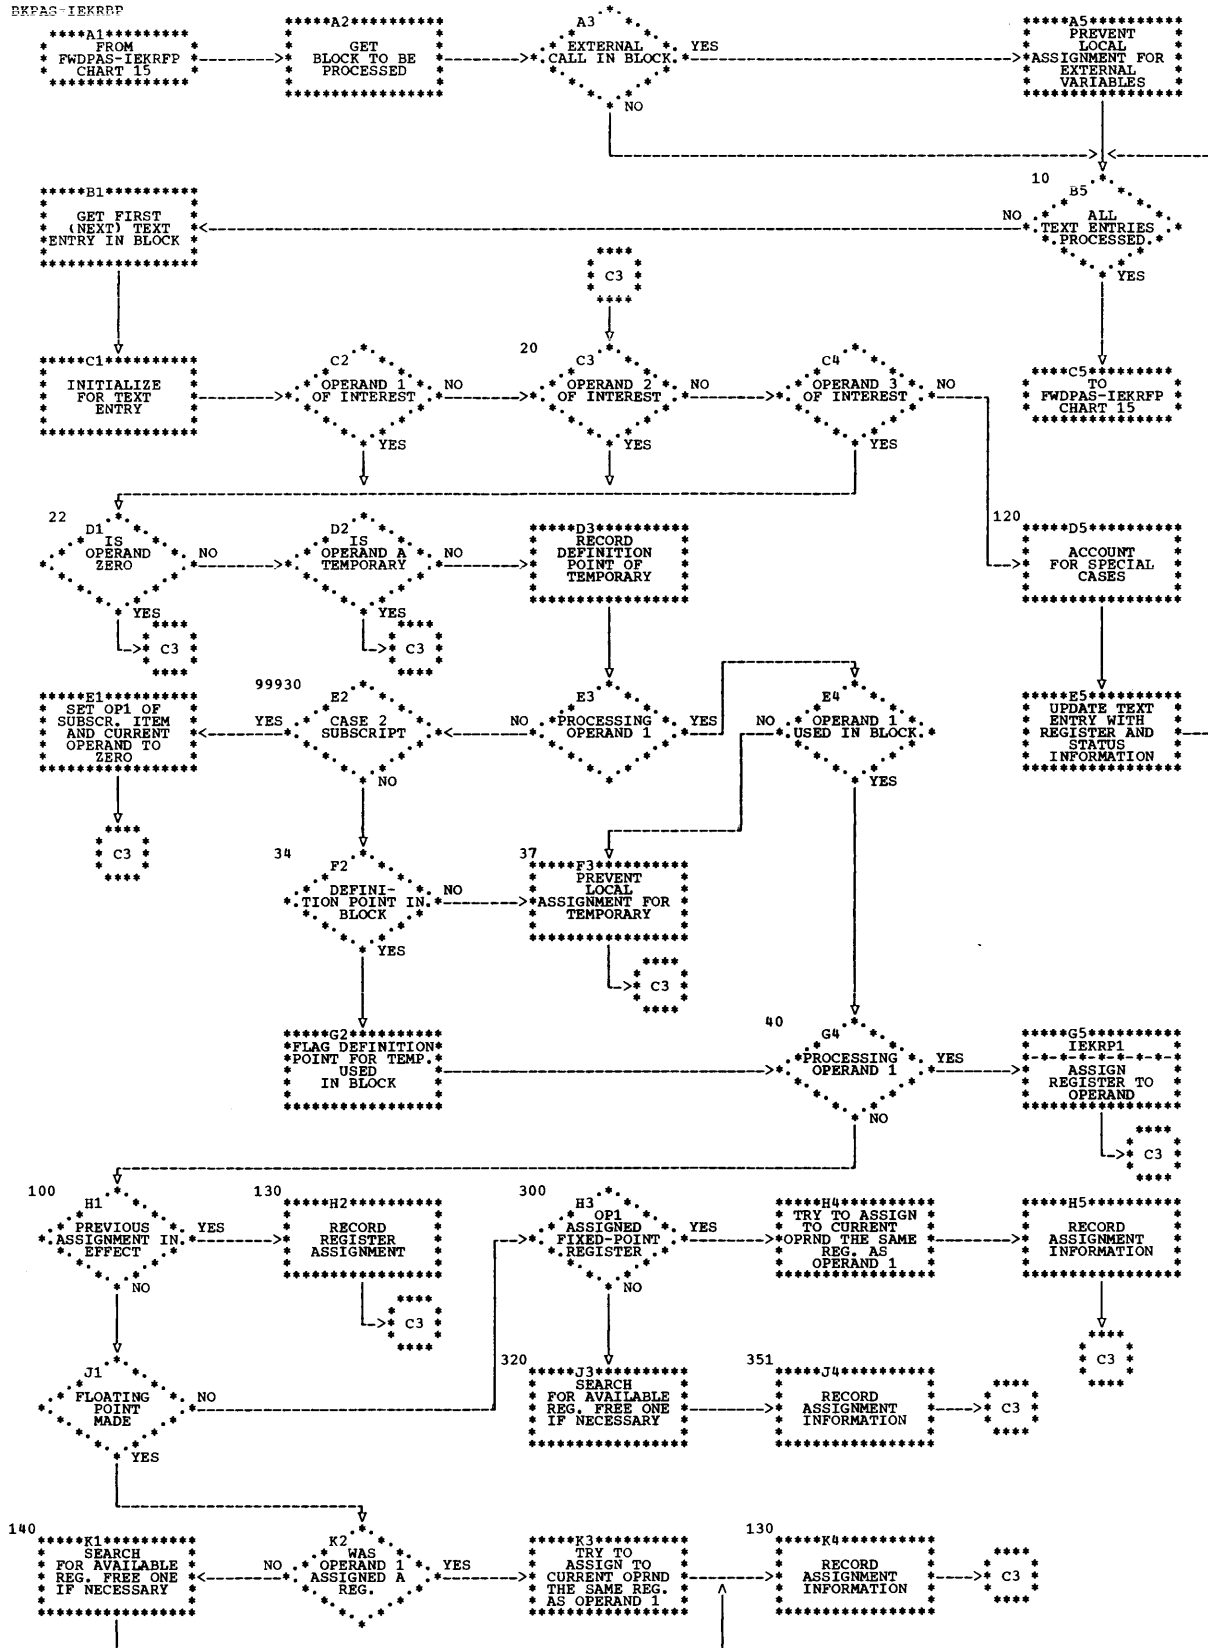 BKPAS-IEKRBP
A1
FROM
FWDPAS-IEKRFP
CHART 15
A2
GET
BLOCK TO BE
PROCESSED
A3
EXTERNAL
CALL IN BLOCK
YES
NO
A5
PREVENT
LOCAL
ASSIGNMENT FOR
EXTERNAL
VARIABLES
B1
GET FIRST
(NEXT) TEXT
ENTRY IN BLOCK
10
B5
ALL
TEXT ENTRIES
PROCESSED
NO
YES
C3
C1
INITIALIZE
FOR TEXT
ENTRY
C2
OPERAND 1
OF INTEREST
NO
YES
20
C3
OPERAND 2
OF INTEREST
NO
YES
C4
OPERAND 3
OF INTEREST
NO
YES
C5
TO
FWDPAS-IEKRFP
CHART 15
22
D1
IS
OPERAND
ZERO
NO
YES
C3
D2
IS
OPERAND A
TEMPORARY
NO
YES
C3
D3
RECORD
DEFINITION
POINT OF
TEMPORARY
120
D5
ACCOUNT
FOR SPECIAL
CASES
E1
SET OP1 OF
SUBSCR. ITEM
AND CURRENT
OPERAND TO
ZERO
C3
99930
E2
CASE 2
SUBSCRIPT
YES
NO
E3
PROCESSING
OPERAND 1
NO
YES
E4
OPERAND 1
USED IN BLOCK
NO
YES
E5
UPDATE TEXT
ENTRY WITH
REGISTER AND
STATUS
INFORMATION
34
F2
DEFINI-
TION POINT IN
BLOCK
NO
YES
37
F3
PREVENT
LOCAL
ASSIGNMENT FOR
TEMPORARY
C3
G2
FLAG DEFINITION
POINT FOR TEMP.
USED
IN BLOCK
40
G4
PROCESSING
OPERAND 1
YES
NO
G5
IEKRP1
ASSIGN
REGISTER TO
OPERAND
C3
100
H1
PREVIOUS
ASSIGNMENT IN
EFFECT
YES
NO
130
H2
RECORD
REGISTER
ASSIGNMENT
C3
300
H3
OP1
ASSIGNED
FIXED-POINT
REGISTER
YES
NO
H4
TRY TO ASSIGN
TO CURRENT
OPRND THE SAME
REG. AS
OPERAND 1
H5
RECORD
ASSIGNMENT
INFORMATION
C3
J1
FLOATING
POINT
MADE
NO
YES
320
J3
SEARCH
FOR AVAILABLE
REG. FREE ONE
IF NECESSARY
351
J4
RECORD
ASSIGNMENT
INFORMATION
C3
140
K1
SEARCH
FOR AVAILABLE
REG. FREE ONE
IF NECESSARY
K2
WAS
OPERAND 1
ASSIGNED A
REG.
NO
YES
K3
TRY TO
ASSIGN TO
CURRENT OPRND
THE SAME REG.
AS OPERAND 1
130
K4
RECORD
ASSIGNMENT
INFORMATION
C3